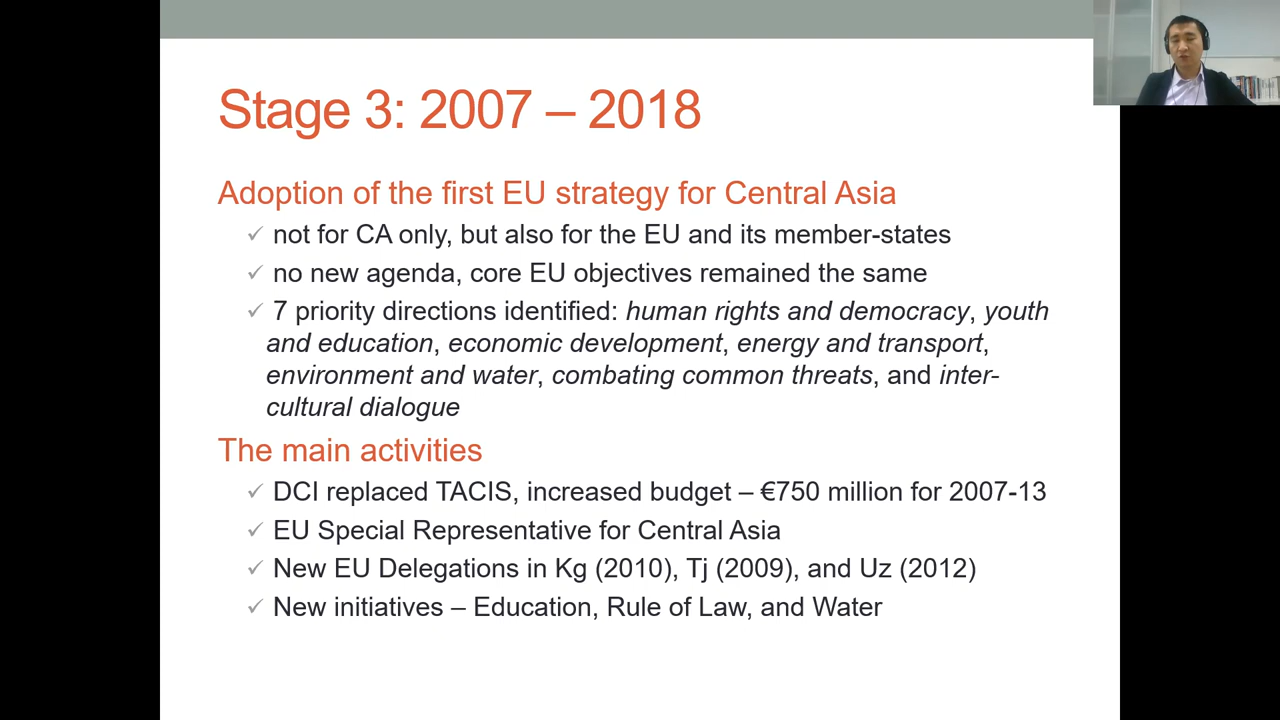 Stage 3: 2007 – 2018
Adoption of the first EU strategy for Central Asia
✓ not for CA only, but also for the EU and its member-states
✓ no new agenda, core EU objectives remained the same
✓ 7 priority directions identified: human rights and democracy, youth
and education, economic development, energy and transport,
environment and water, combating common threats, and inter-
cultural dialogue
The main activities
✓ DCI replaced TACIS, increased budget – €750 million for 2007-13
✓ EU Special Representative for Central Asia
✓ New EU Delegations in Kg (2010), Tj (2009), and Uz (2012)
✓ New initiatives – Education, Rule of Law, and Water